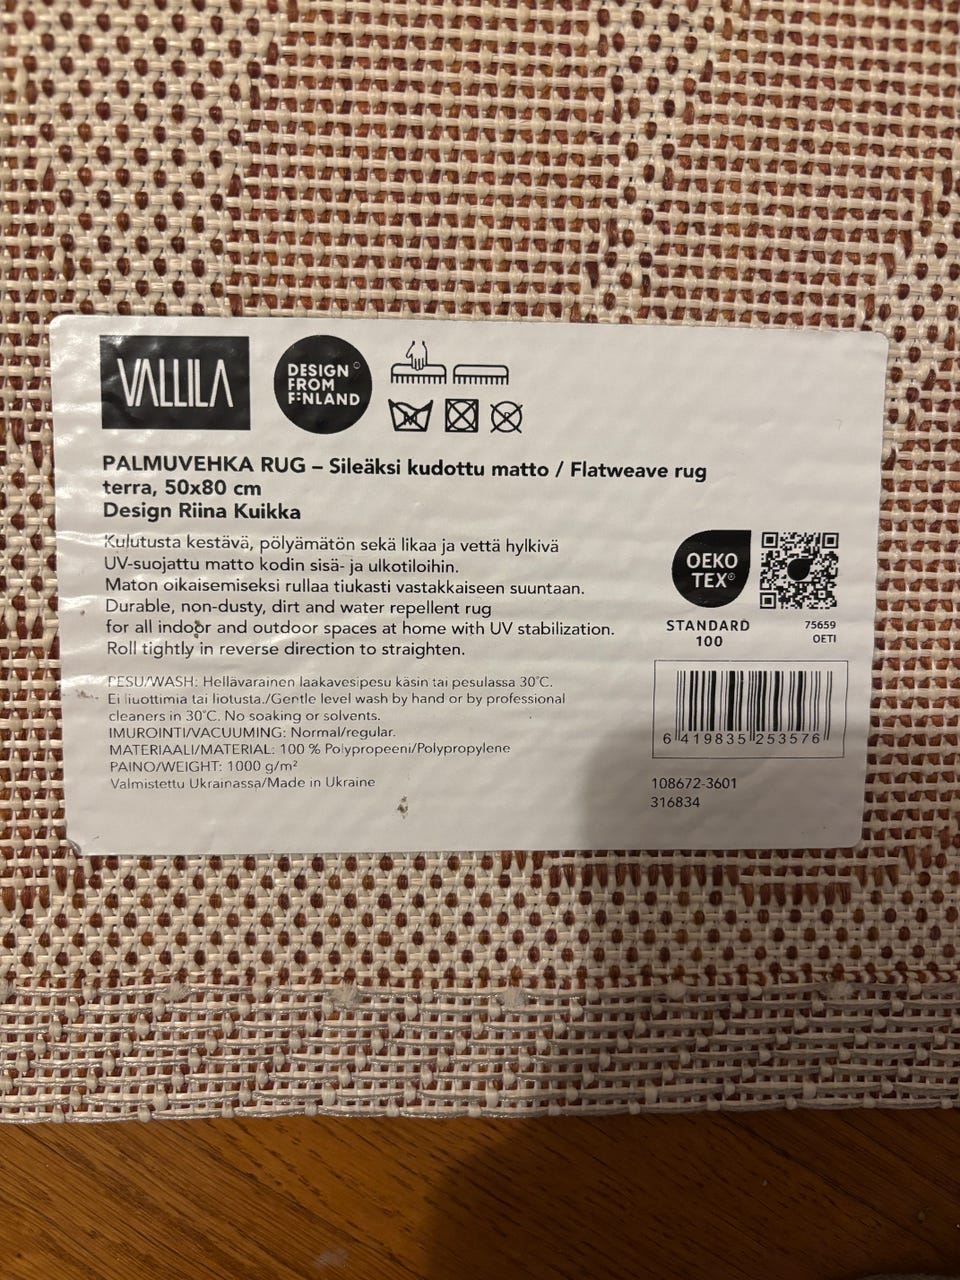 VALLILA
DESIGN
FROM
FINLAND
PALMUVEHKA RUG – Sileäksi kudottu matto / Flatweave rug
terra, 50x80 cm
Design Riina Kuikka
Kulutusta kestävä, pölyämätön sekä likaa ja vettä hylkivä
UV-suojattu matto kodin sisä- ja ulkotiloihin.
Maton oikaisemiseksi rullaa tiukasti vastakkaiseen suuntaan.
Durable, non-dusty, dirt and water repellent rug
for all indoor and outdoor spaces at home with UV stabilization.
Roll tightly in reverse direction to straighten.
OEKO
TEX®
STANDARD
100
75659
OETI
PESU/WASH: Hellävarainen laakavesipesu käsin tai pesulassa 30°C.
Ei liuottimia tai liotusta./Gentle level wash by hand or by professional
cleaners in 30°C. No soaking or solvents.
IMUROINTI/VACUUMING: Normal/regular.
MATERIAALI/MATERIAL: 100 % Polypropeeni/Polypropylene
PAINO/WEIGHT: 1000 g/m²
Valmistettu Ukrainassa/Made in Ukraine
6 419835 253576
108672-3601
316834